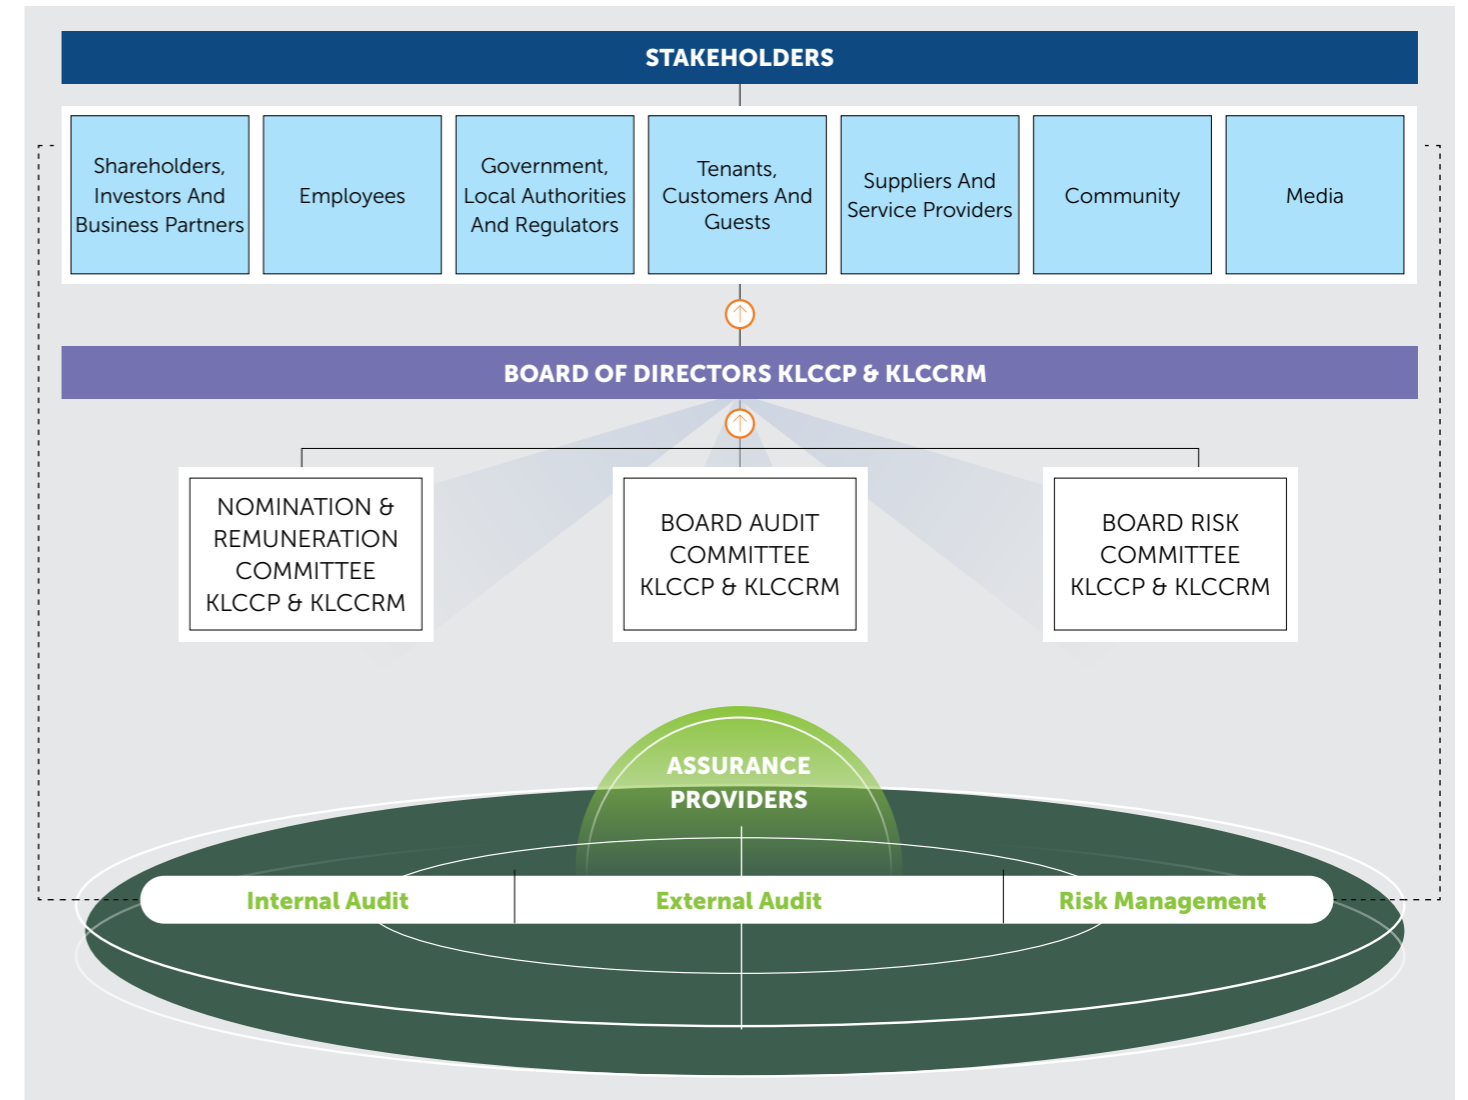 STAKEHOLDERS
Shareholders,
Investors And
Business Partners
Employees
Government,
Local Authorities
And Regulators
Tenants,
Customers And
Guests
Suppliers And
Service Providers
Community
Media
BOARD OF DIRECTORS KLCCP & KLCCRM
NOMINATION &
REMUNERATION
COMMITTEE
KLCCP & KLCCRM
BOARD AUDIT
COMMITTEE
KLCCP & KLCCRM
BOARD RISK
COMMITTEE
KLCCP & KLCCRM
ASSURANCE
PROVIDERS
Internal Audit
External Audit
Risk Management